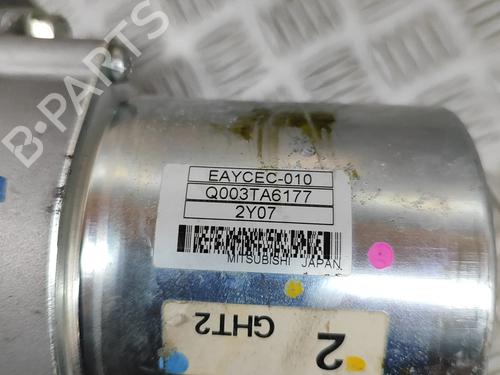 B-PARTS
EAYCEC-010
Q003TA6177
2Y07
MITSUBISHI JAPAN
2
GHT2